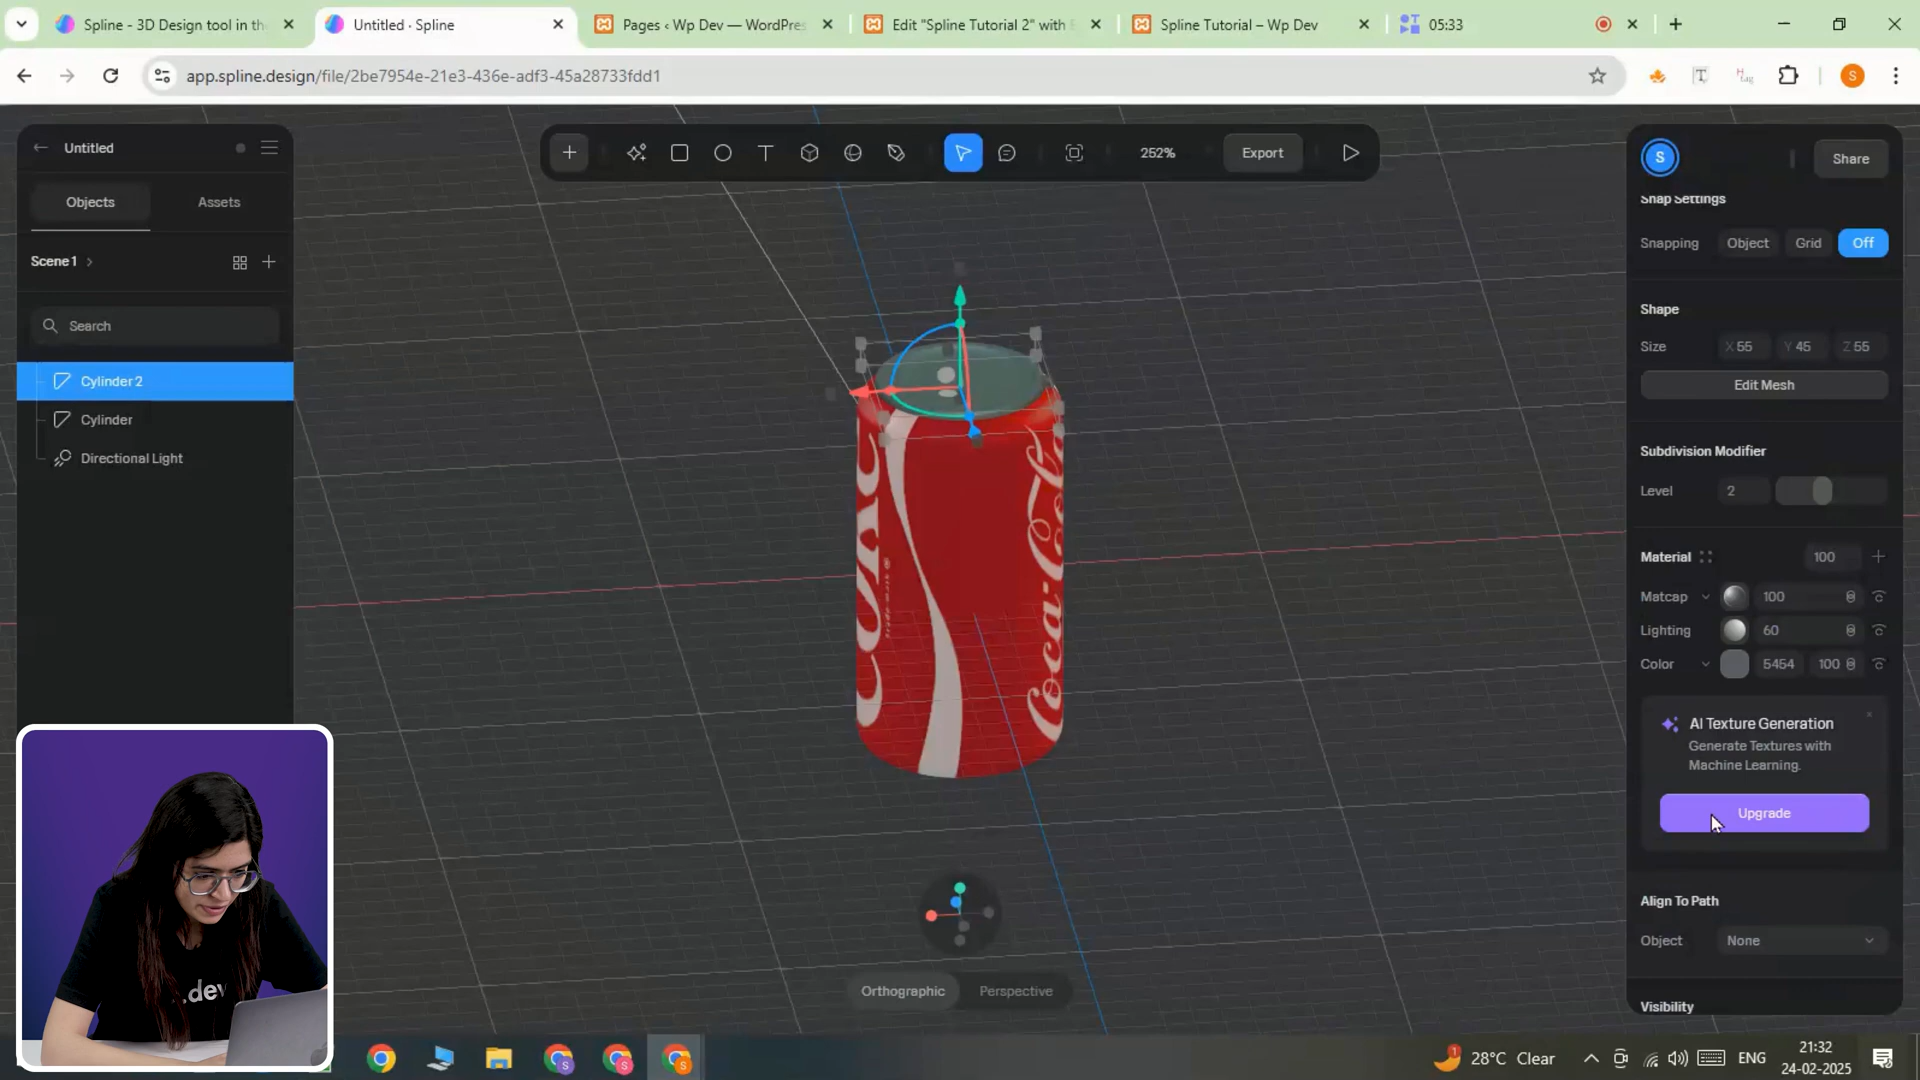 Spline - 3D Design tool in th
Untitled · Spline
Pages ‹ Wp Dev — WordPres
Edit "Spline Tutorial 2" with
Spline Tutorial – Wp Dev
05:33
app.spline.design/file/2be7954e-21e3-436e-adf3-45a28733fdd1
S
Untitled
252%
Export
S
Share
Objects
Assets
Scene 1
Search
Cylinder 2
Cylinder
Directional Light
Snap Settings
Snapping
Object
Grid
Off
Shape
Size
X 55
Y 45
Z 55
Edit Mesh
Subdivision Modifier
Level
2
Material
100
Matcap
100
Lighting
60
Color
5454
100
AI Texture Generation
Generate Textures with
Machine Learning.
Upgrade
Align To Path
Object
None
Visibility
Coca-Cola
Orthographic
Perspective
.dev
28°C Clear
ENG
21:32
24-02-2025